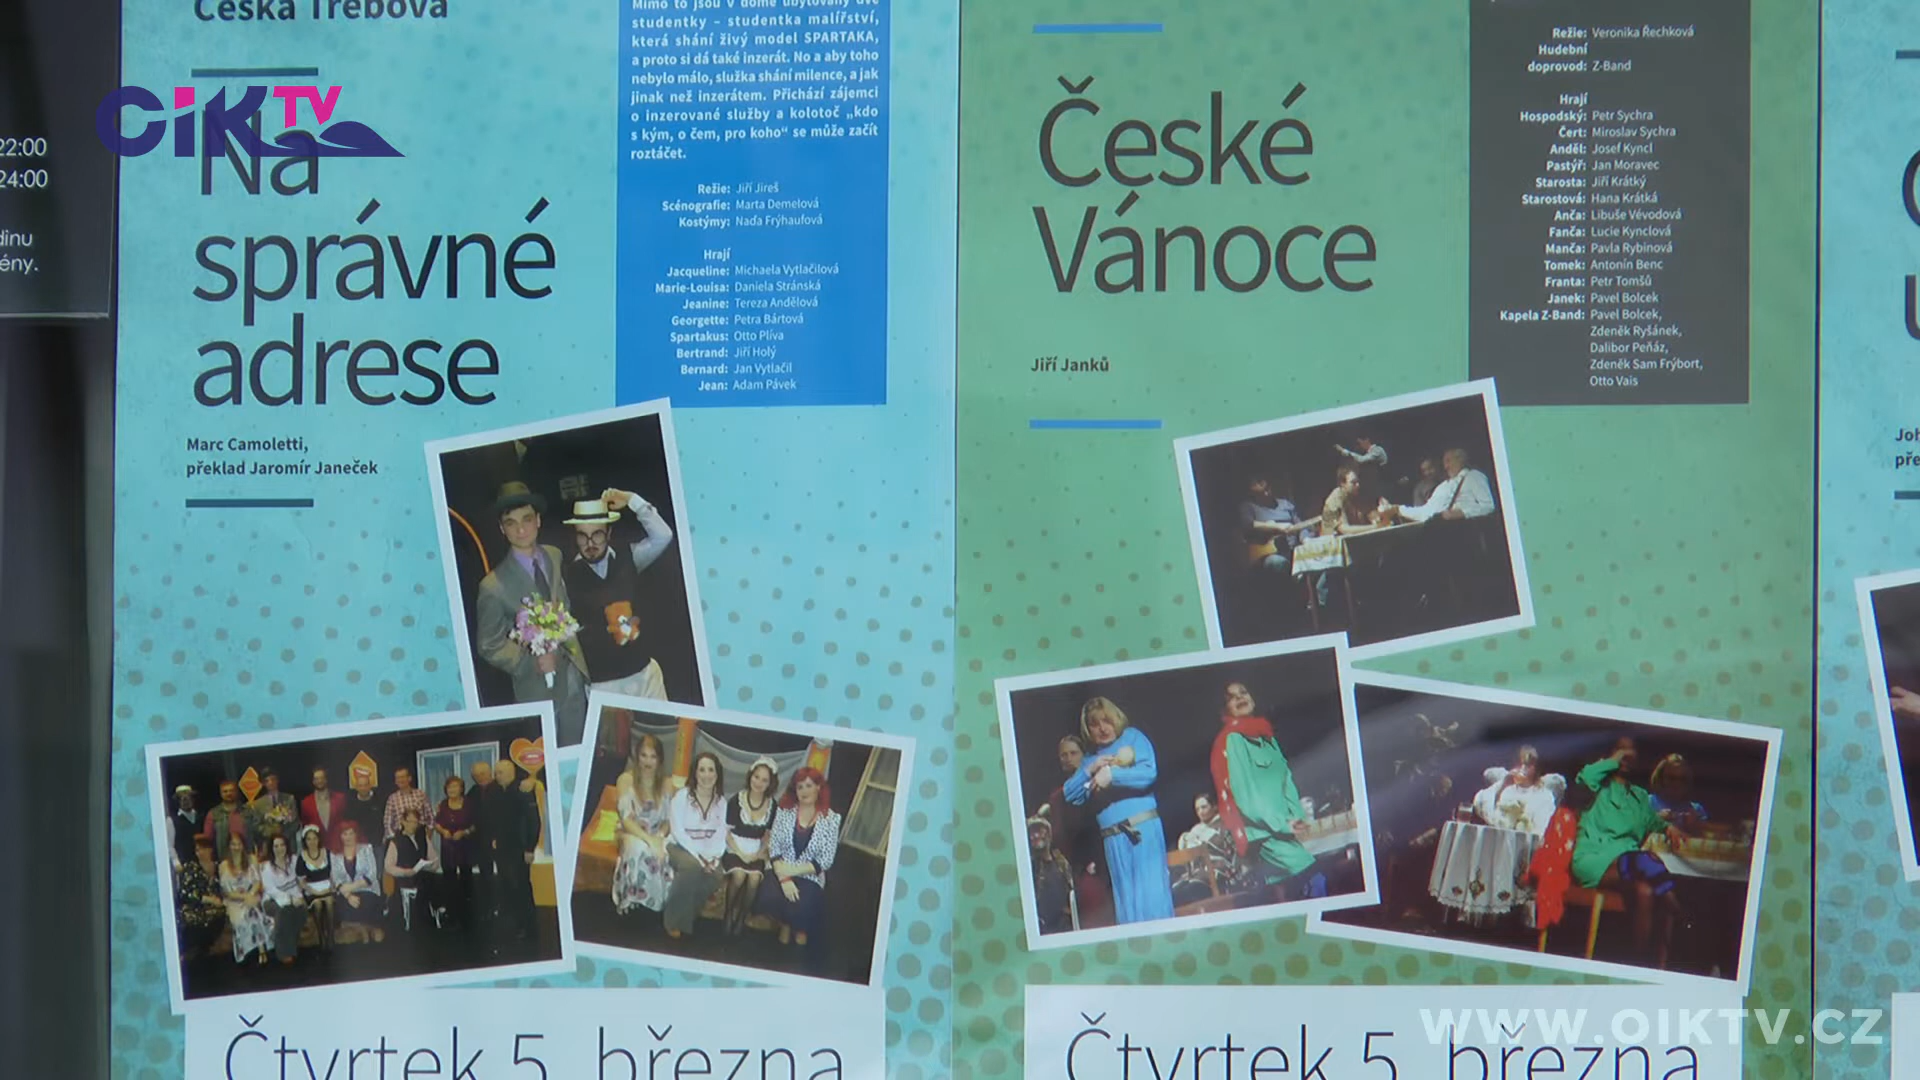 22:00
24:00
dinu
ény.
OIK TV
Česká Třebová
Na
správné
adrese
Marc Camoletti,
překlad Jaromír Janeček
Mimo to jsou v domě ubytovány dvě
studentky – studentka malířství,
která shání živý model SPARTAKA,
a proto si dá také inzerát. No a aby toho
nebylo málo, služka shání milence, a jak
jinak než inzerátem. Přichází zájemci
o inzerované služby a kolotoč „kdo
s kým, o čem, pro koho“ se může začít
roztáčet.
Režie: Jiří Jireš
Scénografie: Marta Demelová
Kostýmy: Naďa Frýhaufová
Hrají
Jacqueline: Michaela Vytlačilová
Marie-Louisa: Daniela Stránská
Jeanine: Tereza Andělová
Georgette: Petra Bártová
Spartakus: Otto Plíva
Bertrand: Jiří Holý
Bernard: Jan Vytlačil
Jean: Adam Pávek
Čtvrtek 5. března
České
Vánoce
Jiří Janků
Režie: Veronika Řechková
Hudební
doprovod: Z-Band
Hrají
Hospodský: Petr Sychra
Čert: Miroslav Sychra
Anděl: Josef Kyncl
Pastýř: Jan Moravec
Starosta: Jiří Krátký
Starostová: Hana Krátká
Anča: Libuše Vévodová
Fanča: Lucie Kynclová
Manča: Pavla Rybinová
Tomek: Antonín Benc
Franta: Petr Tomšů
Janek: Pavel Bolcek
Kapela Z-Band: Pavel Bolcek,
Zdeněk Ryšánek,
Dalibor Peňáz,
Zdeněk Sam Frýbort,
Otto Vais
Čtvrtek 5. března
Joh
pře
WWW.OIKTV.CZ